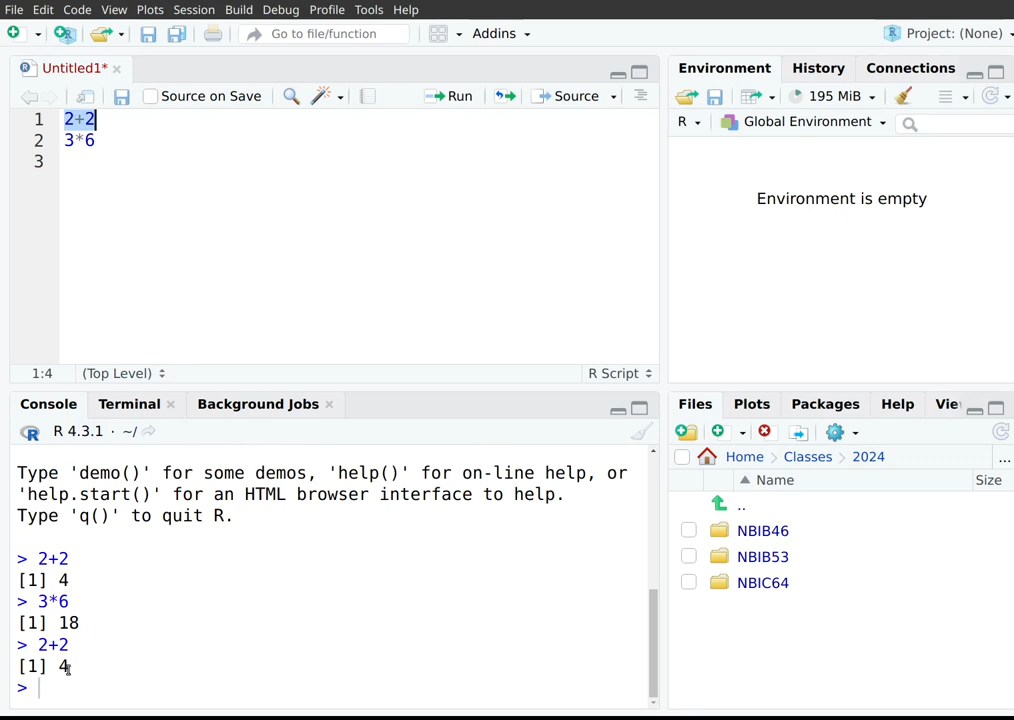 File Edit Code View Plots Session Build Debug Profile Tools Help
Go to file/function Addins Project: (None)
Untitled1*
Source on Save Run Source
1 2+2
2 3*6
3
1:4 (Top Level) R Script
Console Terminal Background Jobs
R 4.3.1 · ~/
Type 'demo()' for some demos, 'help()' for on-line help, or
'help.start()' for an HTML browser interface to help.
Type 'q()' to quit R.
> 2+2
[1] 4
> 3*6
[1] 18
> 2+2
[1] 4
>
Environment History Connections
195 MiB
R Global Environment
Environment is empty
Files Plots Packages Help Vie
Home Classes 2024 ...
Name Size
..
NBIB46
NBIB53
NBIC64